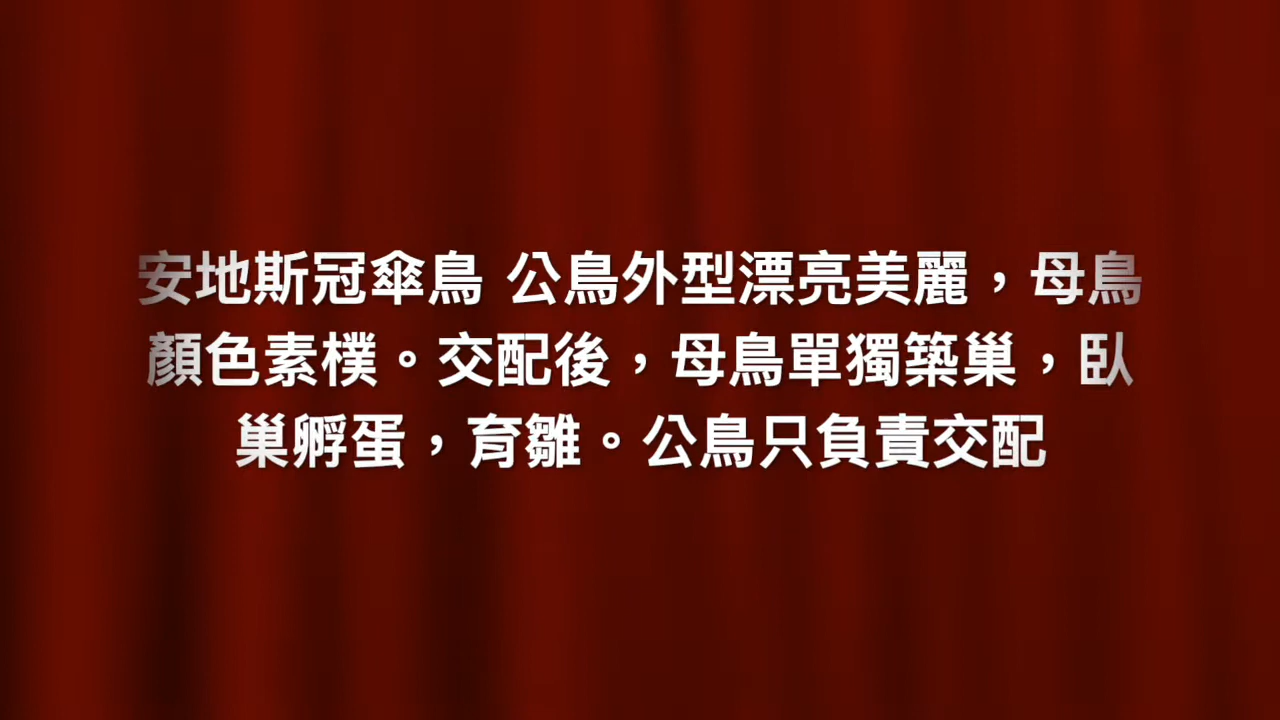 安地斯冠傘鳥 公鳥外型漂亮美麗，母鳥
顏色素樸。交配後，母鳥單獨築巢，臥
巢孵蛋，育雛。公鳥只負責交配